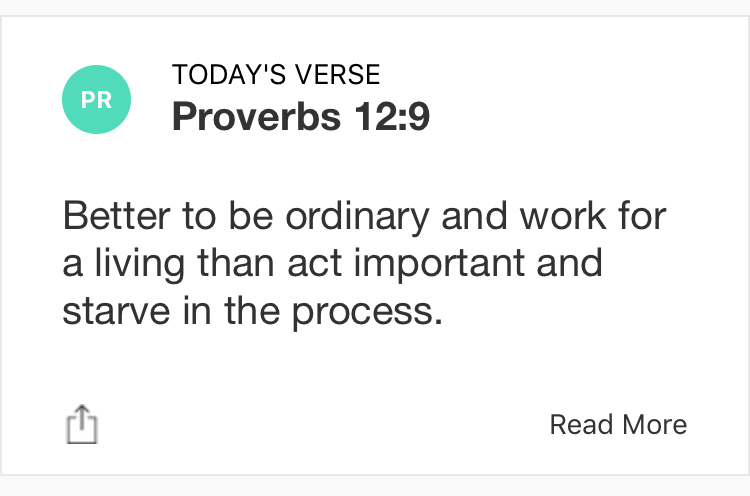 PR
TODAY'S VERSE
Proverbs 12:9
Better to be ordinary and work for
a living than act important and
starve in the process.
Read More